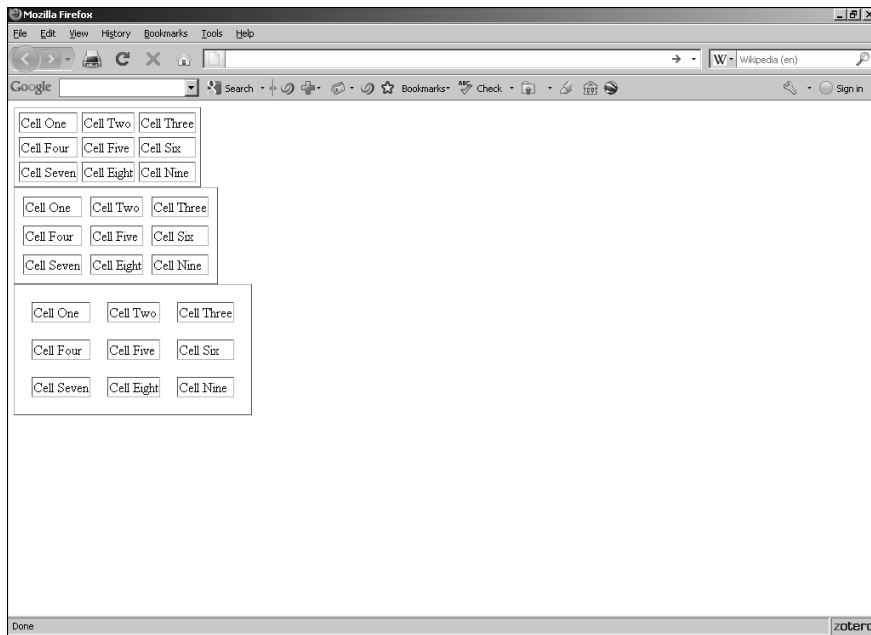 Mozilla Firefox
File Edit View History Bookmarks Tools Help
W Wikipedia (en)
Google Search Bookmarks ABC Check Sign in
Cell One Cell Two Cell Three
Cell Four Cell Five Cell Six
Cell Seven Cell Eight Cell Nine
Cell One Cell Two Cell Three
Cell Four Cell Five Cell Six
Cell Seven Cell Eight Cell Nine
Cell One Cell Two Cell Three
Cell Four Cell Five Cell Six
Cell Seven Cell Eight Cell Nine
Done zotero